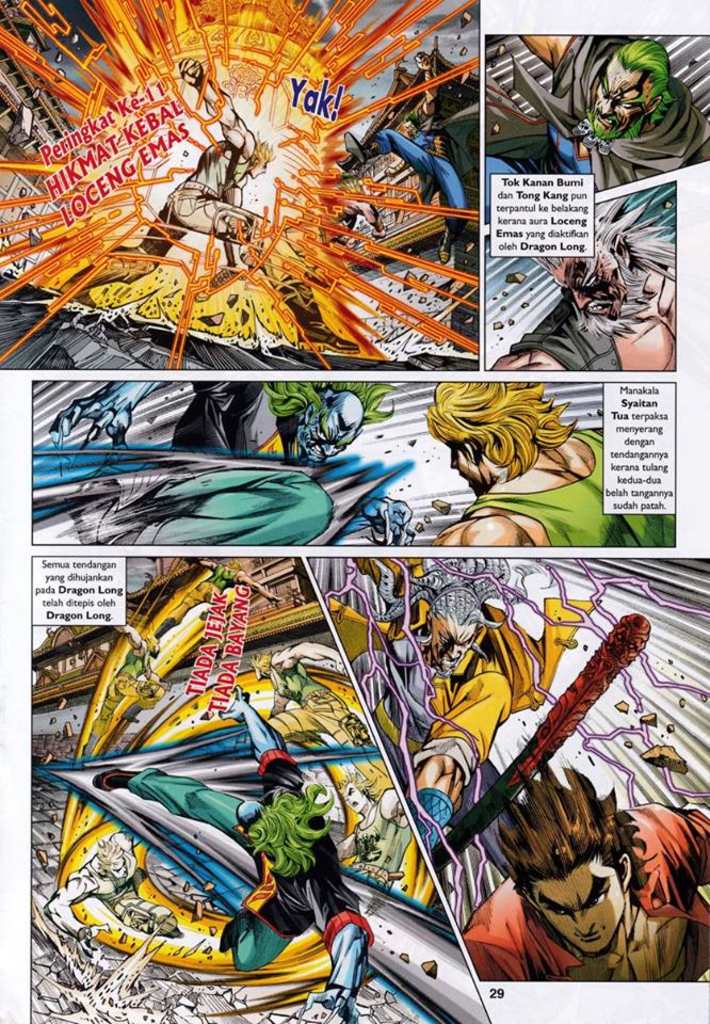 Peringkat Ke-11
HIKMAT KEBAL
LOCENG EMAS
Yak!
Tok Kanan Bumi
dan Tong Kang pun
terpantul ke belakang
kerana aura Loceng
Emas yang diaktifkan
oleh Dragon Long.
Manakala
Syaitan
Tua terpaksa
menyerang
dengan
tendangannya
kerana tulang
kedua-dua
belah tangannya
sudah patah.
Semua tendangan
yang dihujankan
pada Dragon Long
telah ditepis oleh
Dragon Long.
TIADA JEJAK
TIADA BAYANG
29